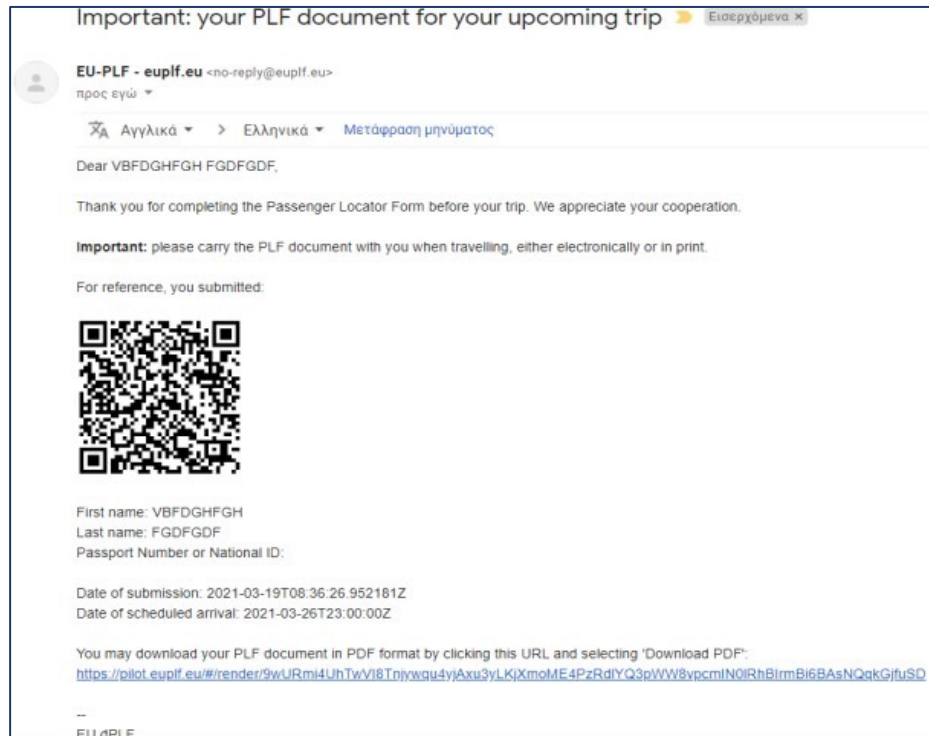 Important: your PLF document for your upcoming trip Εισερχόμενα ×
EU-PLF - euplf.eu <no-reply@euplf.eu>
προς εγώ
Αγγλικά > Ελληνικά Μετάφραση μηνύματος
Dear VBFDGHFGH FGDFGDF,
Thank you for completing the Passenger Locator Form before your trip. We appreciate your cooperation.
Important: please carry the PLF document with you when travelling, either electronically or in print.
For reference, you submitted:
First name: VBFDGHFGH
Last name: FGDFGDF
Passport Number or National ID:
Date of submission: 2021-03-19T08:36:26.952181Z
Date of scheduled arrival: 2021-03-26T23:00:00Z
You may download your PLF document in PDF format by clicking this URL and selecting 'Download PDF':
--
EU dPLF